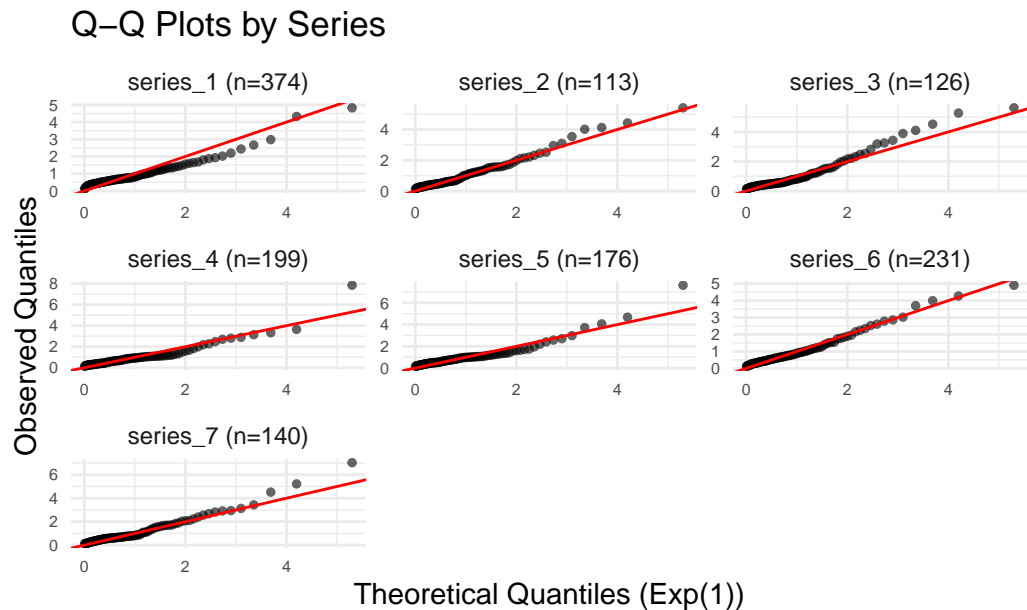 Q−Q Plots by Series
series_1 (n=374) series_2 (n=113) series_3 (n=126)
5
4
3
2
1
0
0 2 4
4
2
0
0 2 4
4
2
0
0 2 4
series_4 (n=199) series_5 (n=176) series_6 (n=231)
8
6
4
2
0
0 2 4
6
4
2
0
0 2 4
5
4
3
2
1
0
0 2 4
series_7 (n=140)
6
4
2
0
0 2 4
Observed Quantiles
Theoretical Quantiles (Exp(1))